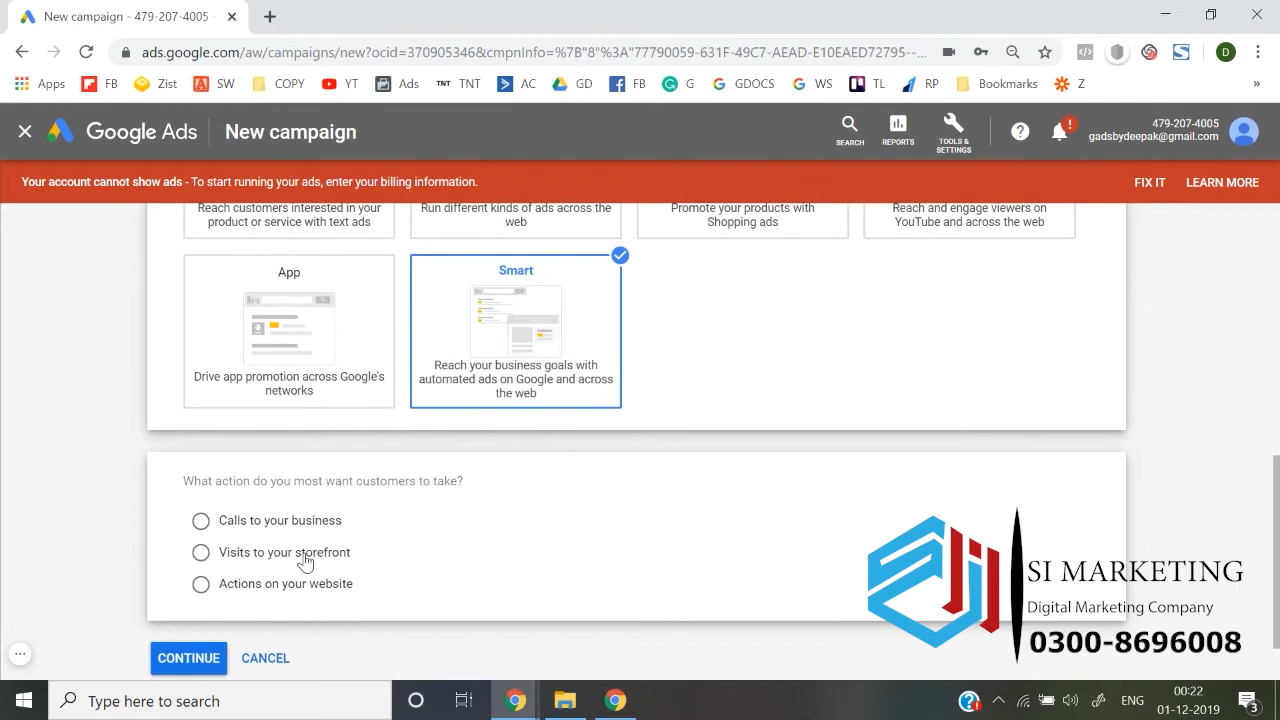 New campaign - 479-207-4005
ads.google.com/aw/campaigns/new?ocid=370905346&cmpnInfo=%7B"8"%3A"77790059-631F-49C7-AEAD-E10EAED72795--...
Apps FB Zist SW COPY YT Ads TNT TNT AC GD FB G GDOCS WS TL RP Bookmarks Z »
D
Google Ads New campaign
SEARCH REPORTS TOOLS & SETTINGS
479-207-4005
gadsbydeepak@gmail.com
Your account cannot show ads - To start running your ads, enter your billing information. FIX IT LEARN MORE
Reach customers interested in your
product or service with text ads
Run different kinds of ads across the
web
Promote your products with
Shopping ads
Reach and engage viewers on
YouTube and across the web
App
Drive app promotion across Google's
networks
Smart
Reach your business goals with
automated ads on Google and across
the web
What action do you most want customers to take?
Calls to your business
Visits to your storefront
Actions on your website
CONTINUE CANCEL
SI MARKETING
Digital Marketing Company
0300-8696008
Type here to search
ENG
00:22
01-12-2019
3